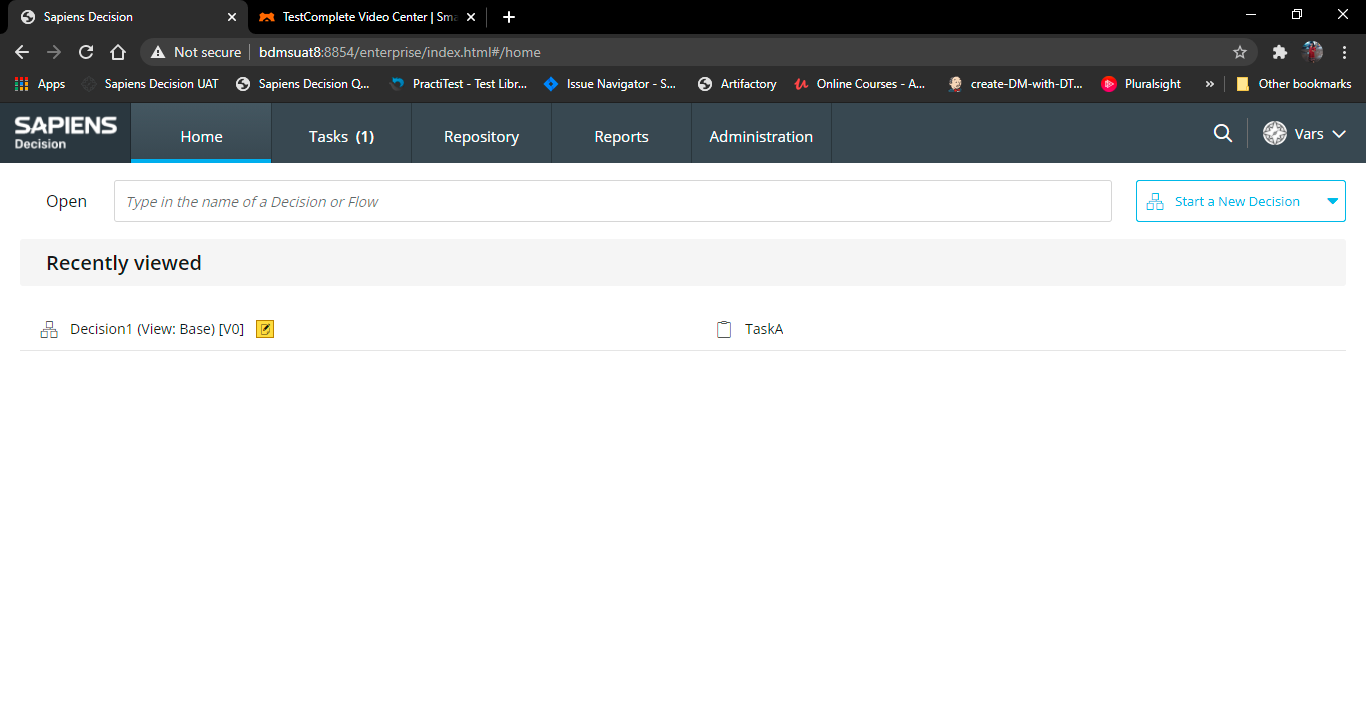 Sapiens Decision
TestComplete Video Center | Sma
Not secure
bdmsuat8:8854/enterprise/index.html#/home
Apps
Sapiens Decision UAT
Sapiens Decision Q...
PractiTest - Test Libr...
Issue Navigator - S...
Artifactory
Online Courses - A...
create-DM-with-DT...
Pluralsight
»
Other bookmarks
SAPIENS
Decision
Home
Tasks (1)
Repository
Reports
Administration
Vars
Open
Type in the name of a Decision or Flow
Start a New Decision
Recently viewed
Decision1 (View: Base) [V0]
TaskA